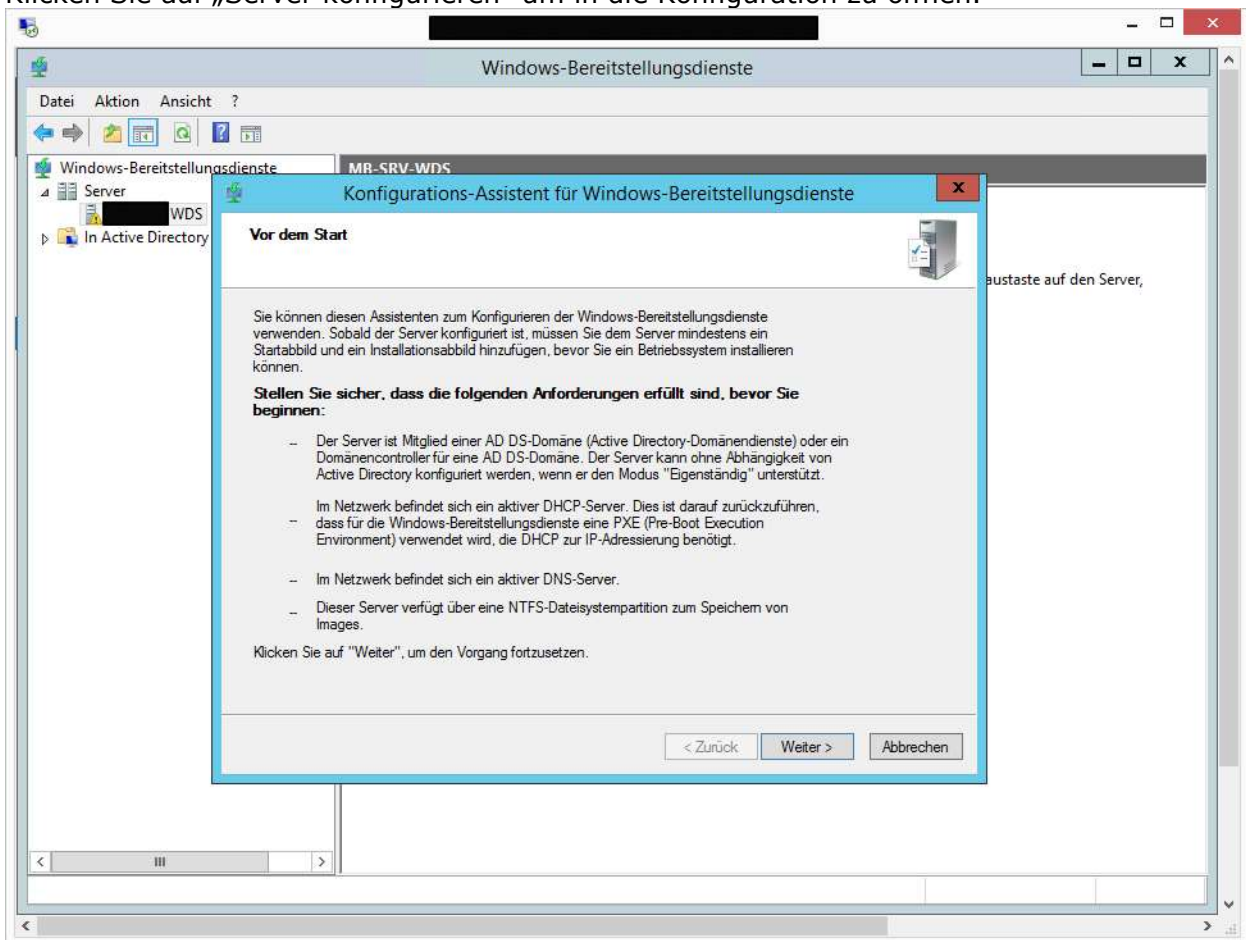 Klicken Sie auf „Server konfigurieren“ um in die Konfiguration zu öffnen.
Windows-Bereitstellungsdienste
Datei Aktion Ansicht ?
Windows-Bereitstellungsdienste
MB-SRV-WDS
Server
WDS
In Active Directory
austaste auf den Server,
Konfigurations-Assistent für Windows-Bereitstellungsdienste
Vor dem Start
Sie können diesen Assistenten zum Konfigurieren der Windows-Bereitstellungsdienste
verwenden. Sobald der Server konfiguriert ist, müssen Sie dem Server mindestens ein
Startabbild und ein Installationsabbild hinzufügen, bevor Sie ein Betriebssystem installieren
können.
Stellen Sie sicher, dass die folgenden Anforderungen erfüllt sind, bevor Sie
beginnen:
-- Der Server ist Mitglied einer AD DS-Domäne (Active Directory-Domänendienste) oder ein
Domänencontroller für eine AD DS-Domäne. Der Server kann ohne Abhängigkeit von
Active Directory konfiguriert werden, wenn er den Modus "Eigenständig" unterstützt.
Im Netzwerk befindet sich ein aktiver DHCP-Server. Dies ist darauf zurückzuführen,
-- dass für die Windows-Bereitstellungsdienste eine PXE (Pre-Boot Execution
Environment) verwendet wird, die DHCP zur IP-Adressierung benötigt.
-- Im Netzwerk befindet sich ein aktiver DNS-Server.
-- Dieser Server verfügt über eine NTFS-Dateisystempartition zum Speichern von
Images.
Klicken Sie auf "Weiter", um den Vorgang fortzusetzen.
< Zurück Weiter > Abbrechen